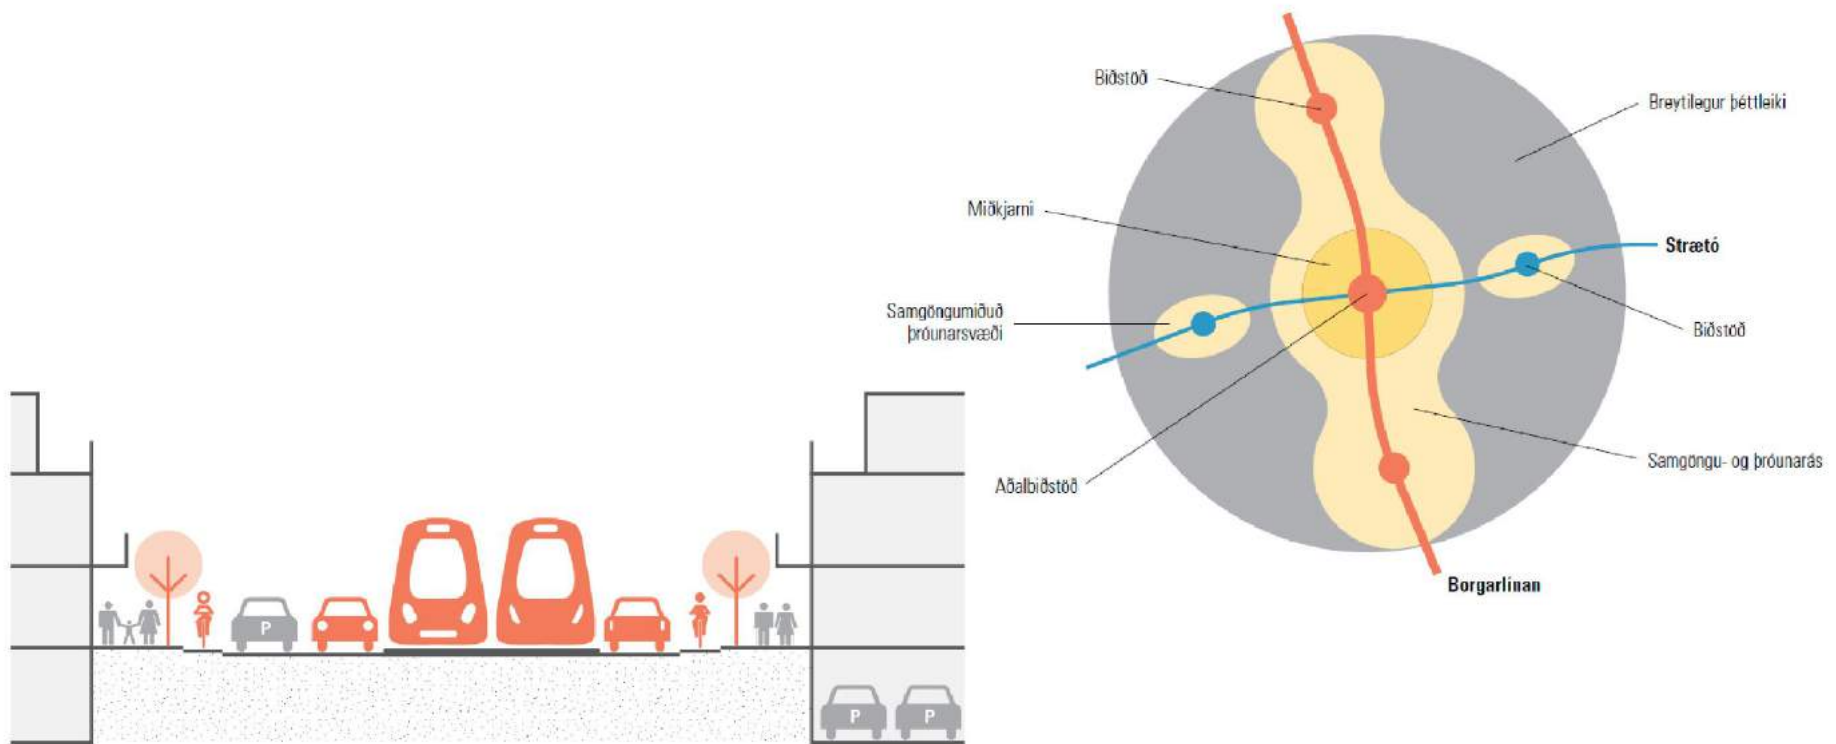 Biðstöð
Breytilegur þéttleiki
Miðkjarni
Strætó
Samgöngumiðuð
þróunarsvæði
Biðstöð
Samgöngu- og þróunarás
Aðalbiðstöð
Borgarlínan
P
P
P